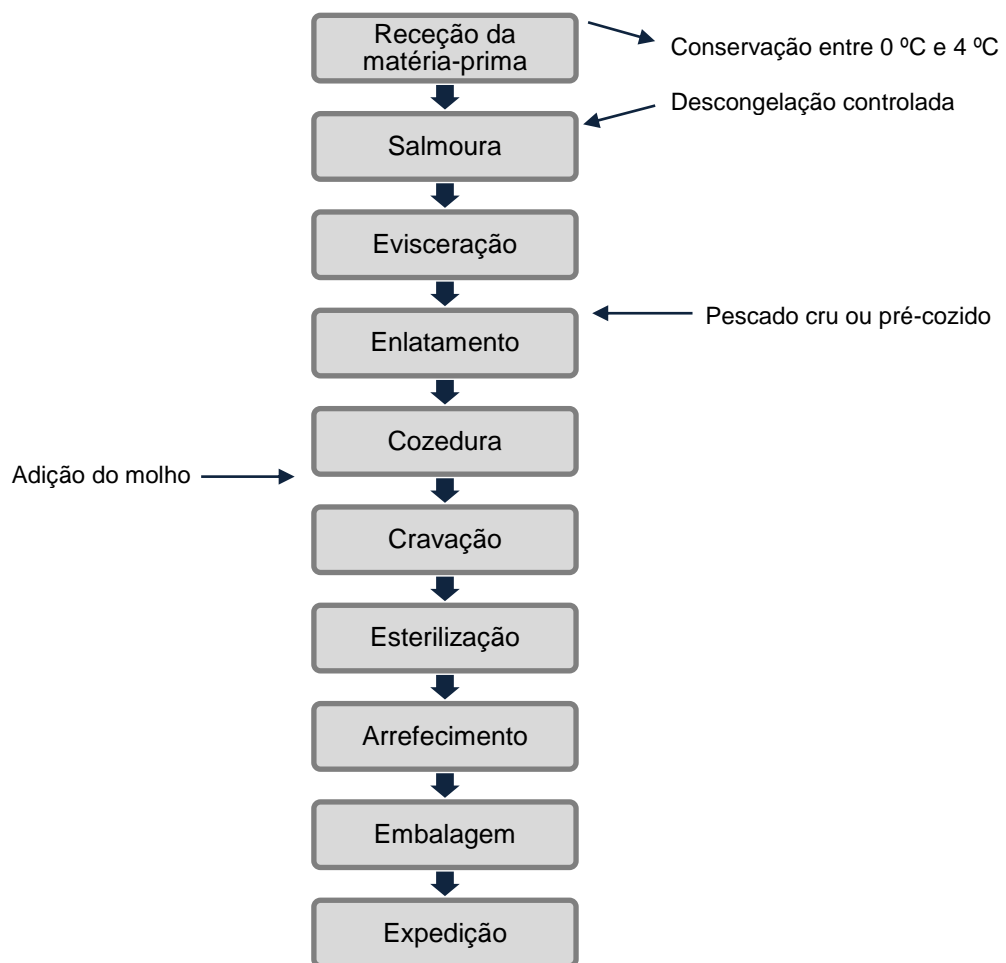 Receção da
matéria-prima
Conservação entre 0 ºC e 4 ºC
Descongelação controlada
Salmoura
Evisceração
Pescado cru ou pré-cozido
Enlatamento
Cozedura
Adição do molho
Cravação
Esterilização
Arrefecimento
Embalagem
Expedição